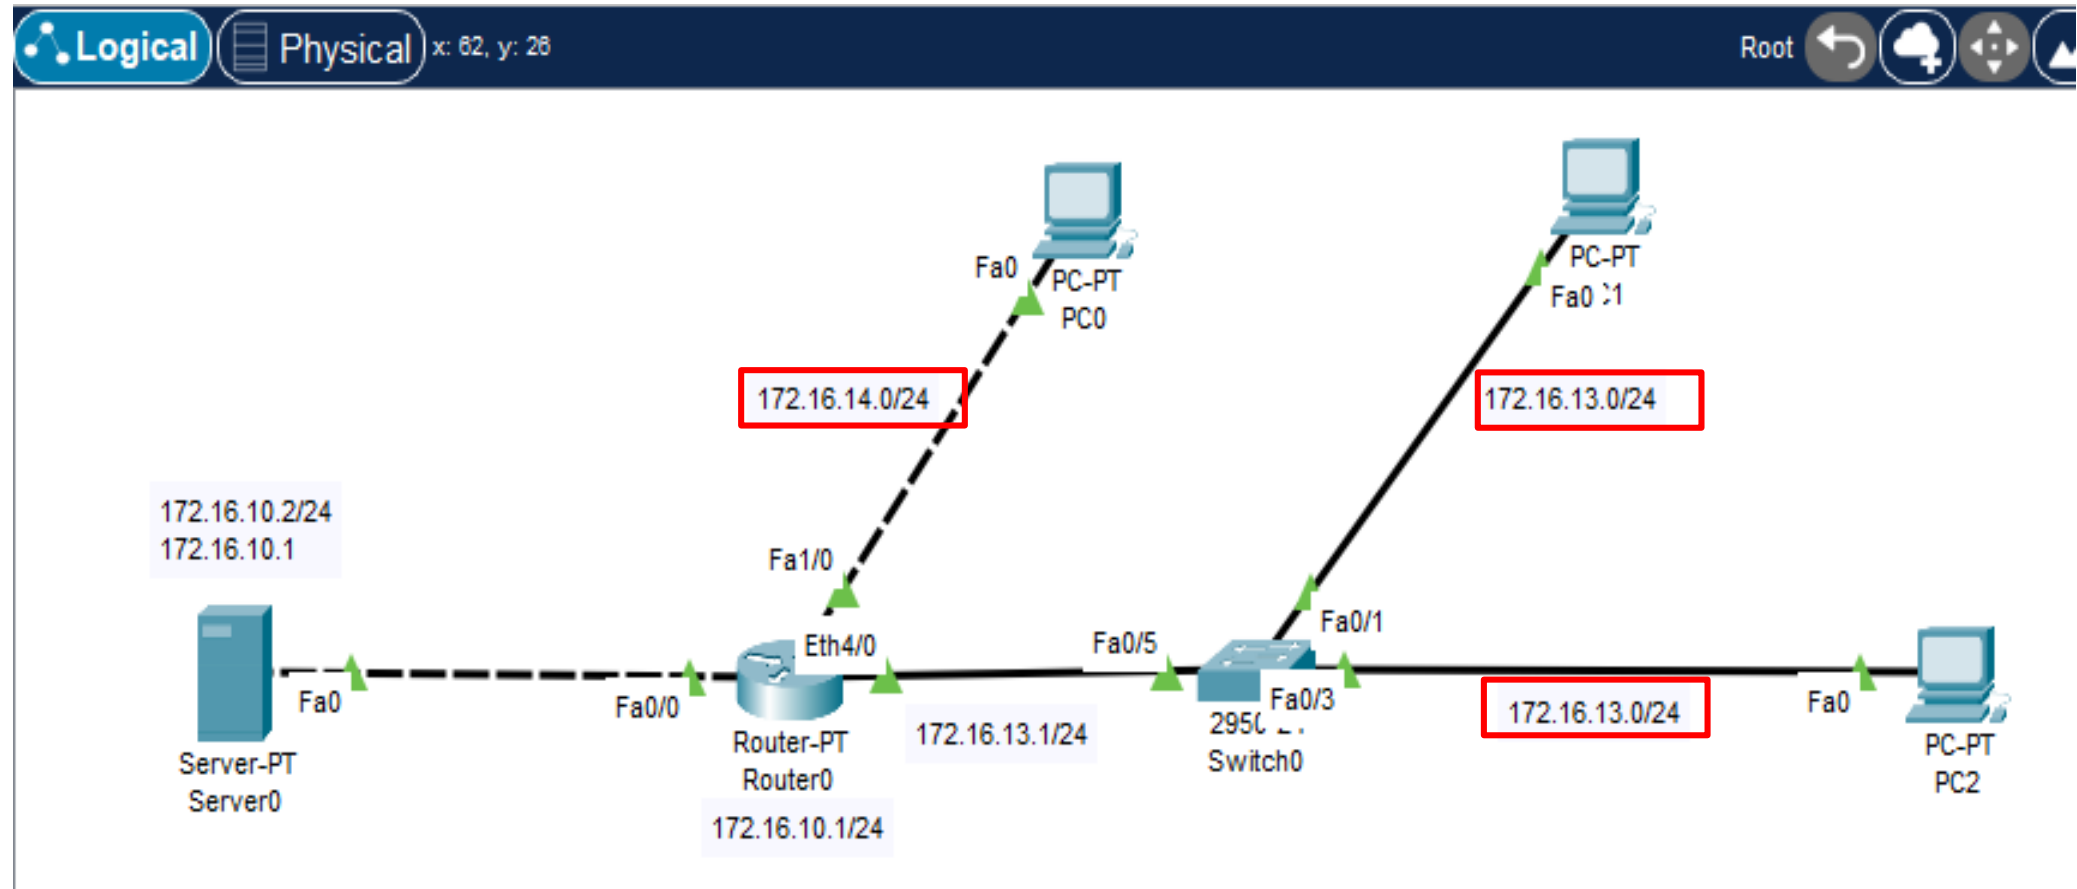 Logical
Physical
x: 62, y: 26
Root
Fa0
PC-PT
PC0
PC-PT
Fa0
172.16.14.0/24
172.16.13.0/24
172.16.10.2/24
172.16.10.1
Fa1/0
Fa0/1
Eth4/0
Fa0/5
Fa0
Fa0/0
Fa0/3
172.16.13.0/24
Fa0
Router-PT
Router0
172.16.13.1/24
Switch0
PC-PT
PC2
Server-PT
Server0
172.16.10.1/24